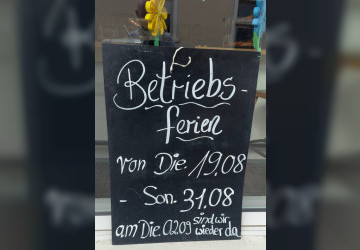 Betriebs-
ferien
von Die. 19.08
- Son. 31.08
am Die. 02.09 sind wir
wieder da